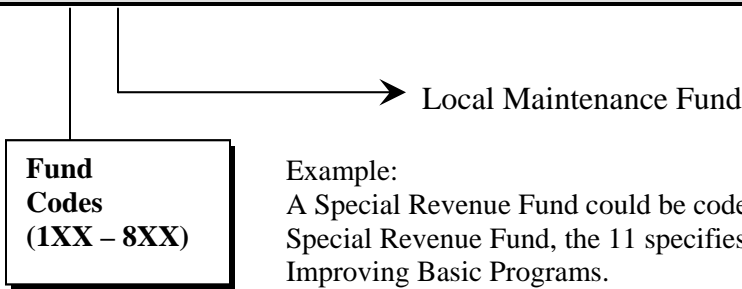 Local Maintenance Fund
Fund
Codes
(1XX – 8XX)
Example:
A Special Revenue Fund could be code
Special Revenue Fund, the 11 specifies
Improving Basic Programs.